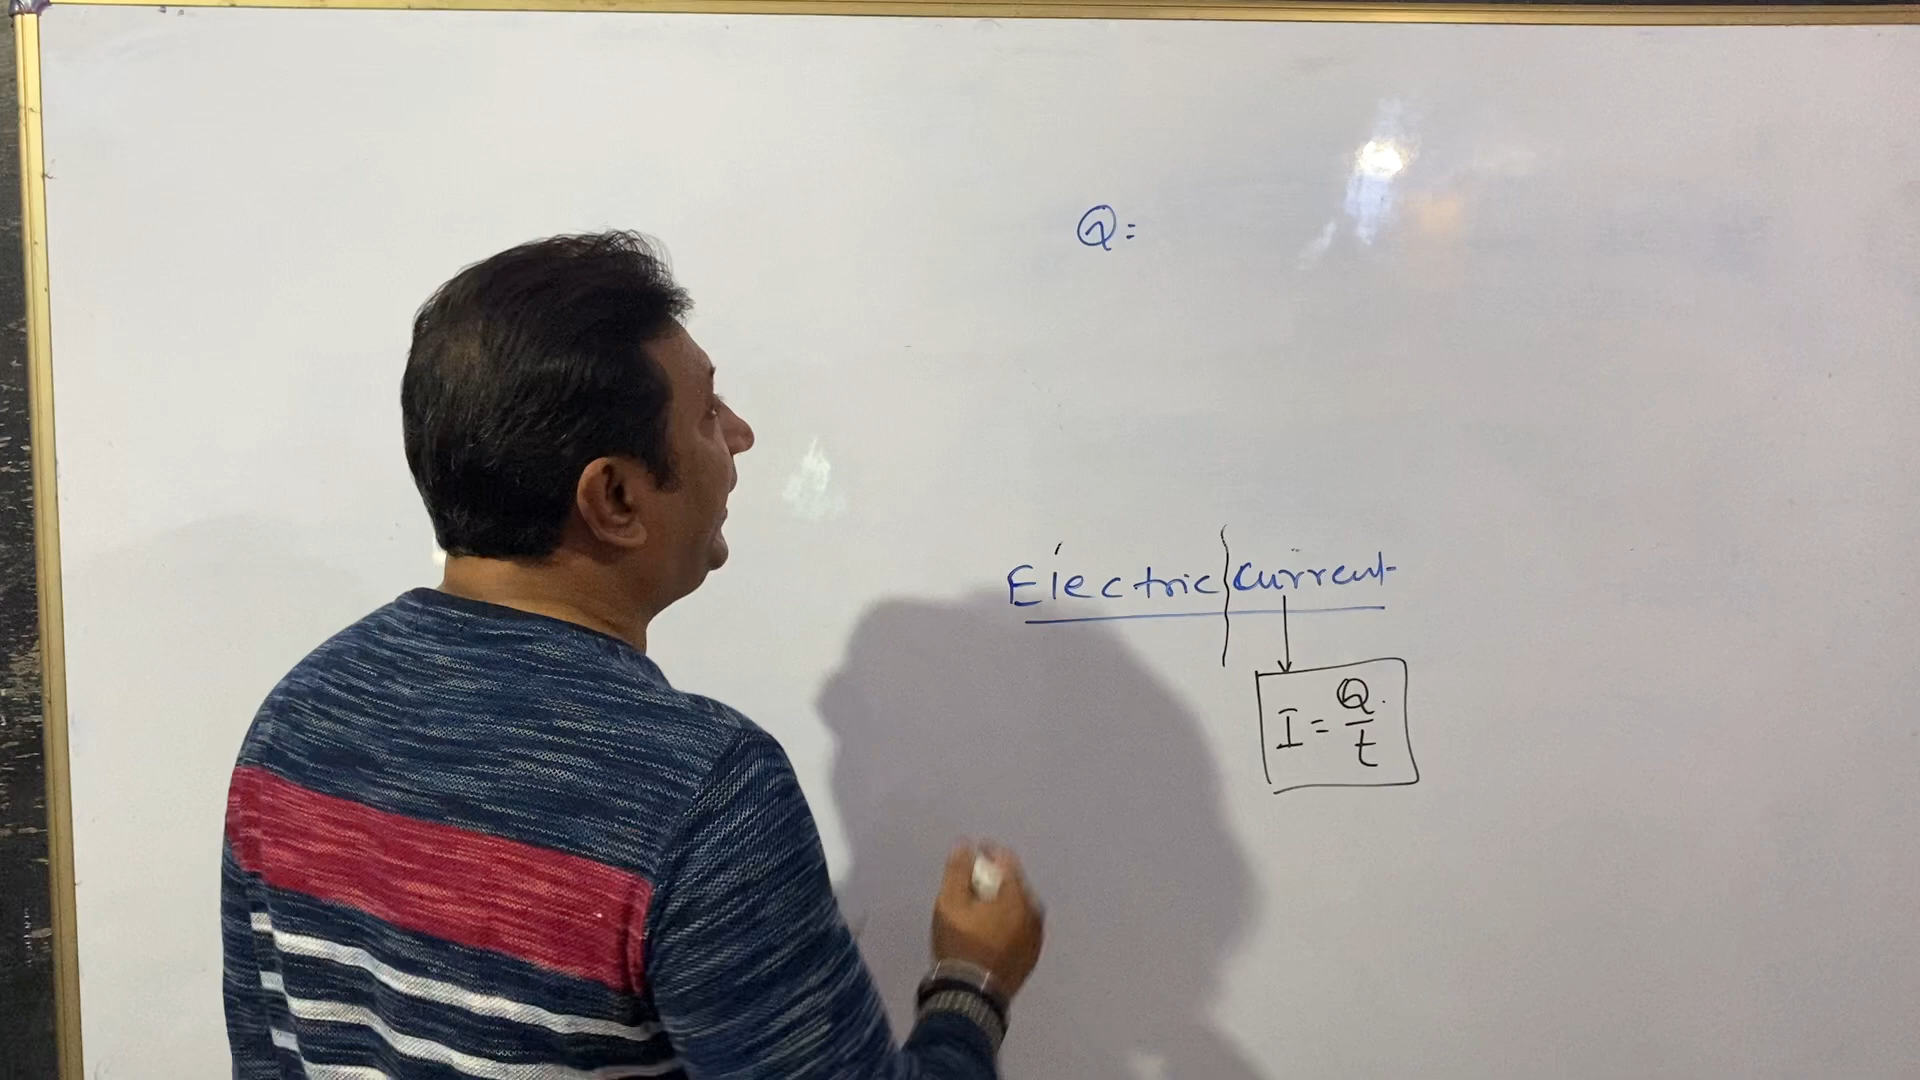 Q=
Electric current
I = Q/t